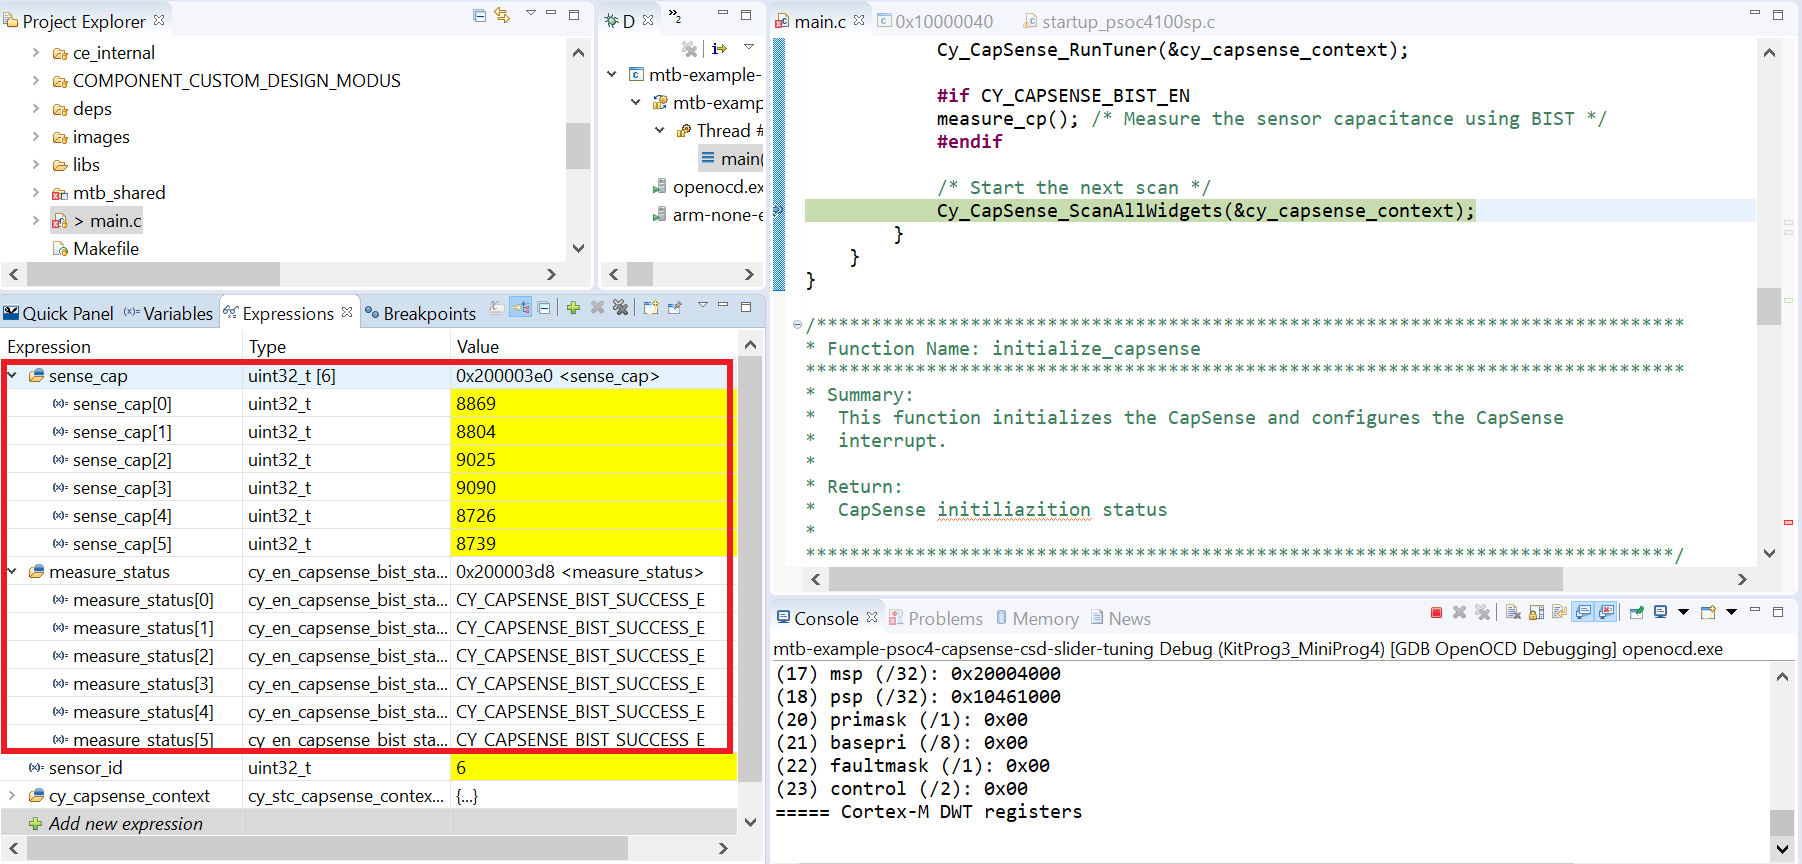 Project Explorer
ce_internal
COMPONENT_CUSTOM_DESIGN_MODUS
deps
images
libs
mtb_shared
> main.c
Makefile
D
»2
i
mtb-example-
mtb-examp
Thread #
main(
openocd.ex
arm-none-e
Quick Panel
(x)= Variables
Expressions
Breakpoints
Expression Type Value
sense_cap uint32_t [6] 0x200003e0 <sense_cap>
(x)= sense_cap[0] uint32_t 8869
(x)= sense_cap[1] uint32_t 8804
(x)= sense_cap[2] uint32_t 9025
(x)= sense_cap[3] uint32_t 9090
(x)= sense_cap[4] uint32_t 8726
(x)= sense_cap[5] uint32_t 8739
measure_status cy_en_capsense_bist_sta... 0x200003d8 <measure_status>
(x)= measure_status[0] cy_en_capsense_bist_sta... CY_CAPSENSE_BIST_SUCCESS_E
(x)= measure_status[1] cy_en_capsense_bist_sta... CY_CAPSENSE_BIST_SUCCESS_E
(x)= measure_status[2] cy_en_capsense_bist_sta... CY_CAPSENSE_BIST_SUCCESS_E
(x)= measure_status[3] cy_en_capsense_bist_sta... CY_CAPSENSE_BIST_SUCCESS_E
(x)= measure_status[4] cy_en_capsense_bist_sta... CY_CAPSENSE_BIST_SUCCESS_E
(x)= measure_status[5] cy_en_capsense_bist_sta... CY_CAPSENSE_BIST_SUCCESS_E
(x)= sensor_id uint32_t 6
cy_capsense_context cy_stc_capsense_contex... {...}
Add new expression
main.c
0x10000040
startup_psoc4100sp.c
Cy_CapSense_RunTuner(&cy_capsense_context);
#if CY_CAPSENSE_BIST_EN
measure_cp(); /* Measure the sensor capacitance using BIST */
#endif
/* Start the next scan */
Cy_CapSense_ScanAllWidgets(&cy_capsense_context);
}
}
}
/********************************************************************************
* Function Name: initialize_capsense
*********************************************************************************
* Summary:
*  This function initializes the CapSense and configures the CapSense
*  interrupt.
*
* Return:
*  CapSense initiliazition status
*
********************************************************************************/
Console
Problems
Memory
News
mtb-example-psoc4-capsense-csd-slider-tuning Debug (KitProg3_MiniProg4) [GDB OpenOCD Debugging] openocd.exe
(17) msp (/32): 0x20004000
(18) psp (/32): 0x10461000
(20) primask (/1): 0x00
(21) basepri (/8): 0x00
(22) faultmask (/1): 0x00
(23) control (/2): 0x00
===== Cortex-M DWT registers